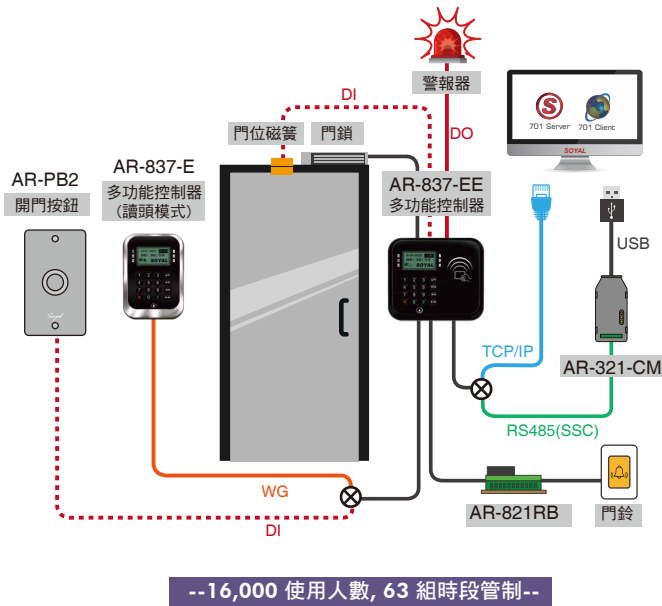 警報器
DI
DO
701 Server
701 Client
SOYAL
門位磁簧
門鎖
AR-837-E
多功能控制器
(讀頭模式)
AR-837-EE
多功能控制器
AR-PB2
開門按鈕
SOYAL
SOYAL
Soyal
USB
TCP/IP
AR-321-CM
RS485(SSC)
WG
DI
AR-821RB
門鈴
--16,000 使用人數, 63 組時段管制--